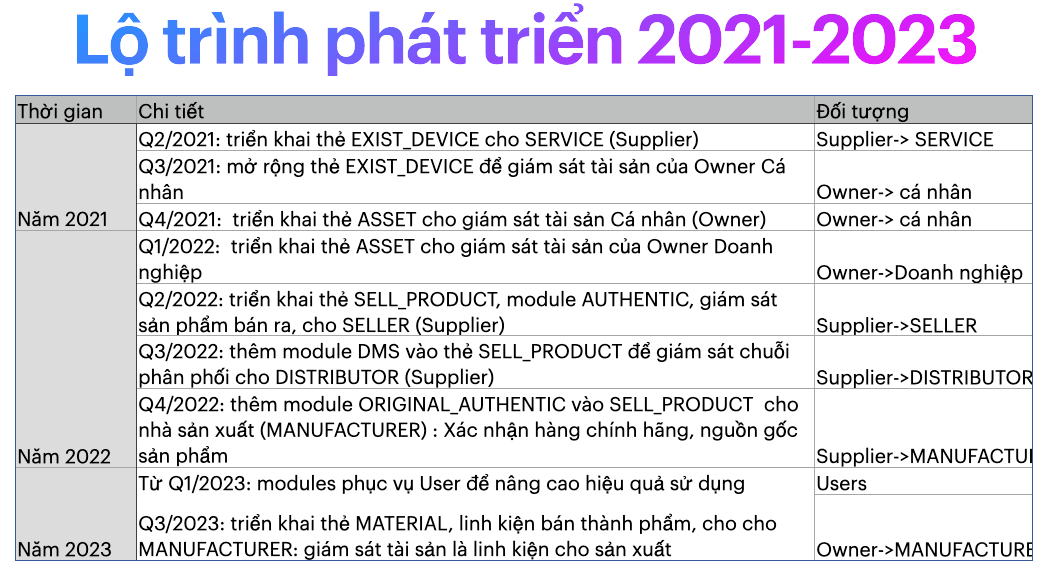 Lộ trình phát triển 2021-2023
Thời gian Chi tiết Đối tượng
Q2/2021: triển khai thẻ EXIST_DEVICE cho SERVICE (Supplier) Supplier-> SERVICE
Q3/2021: mở rộng thẻ EXIST_DEVICE để giám sát tài sản của Owner Cá
nhân Owner-> cá nhân
Năm 2021 Q4/2021: triển khai thẻ ASSET cho giám sát tài sản Cá nhân (Owner) Owner-> cá nhân
Q1/2022: triển khai thẻ ASSET cho giám sát tài sản của Owner Doanh
nghiệp Owner->Doanh nghiệp
Q2/2022: triển khai thẻ SELL_PRODUCT, module AUTHENTIC, giám sát
sản phẩm bán ra, cho SELLER (Supplier) Supplier->SELLER
Q3/2022: thêm module DMS vào thẻ SELL_PRODUCT để giám sát chuỗi
phân phối cho DISTRIBUTOR (Supplier) Supplier->DISTRIBUTOR
Q4/2022: thêm module ORIGINAL_AUTHENTIC vào SELL_PRODUCT cho
nhà sản xuất (MANUFACTURER) : Xác nhận hàng chính hãng, nguồn gốc
Năm 2022 sản phẩm Supplier->MANUFACTU
Từ Q1/2023: modules phục vụ User để nâng cao hiệu quả sử dụng Users
Q3/2023: triển khai thẻ MATERIAL, linh kiện bán thành phẩm, cho cho
Năm 2023 MANUFACTURER: giám sát tài sản là linh kiện cho sản xuất Owner->MANUFACTURE